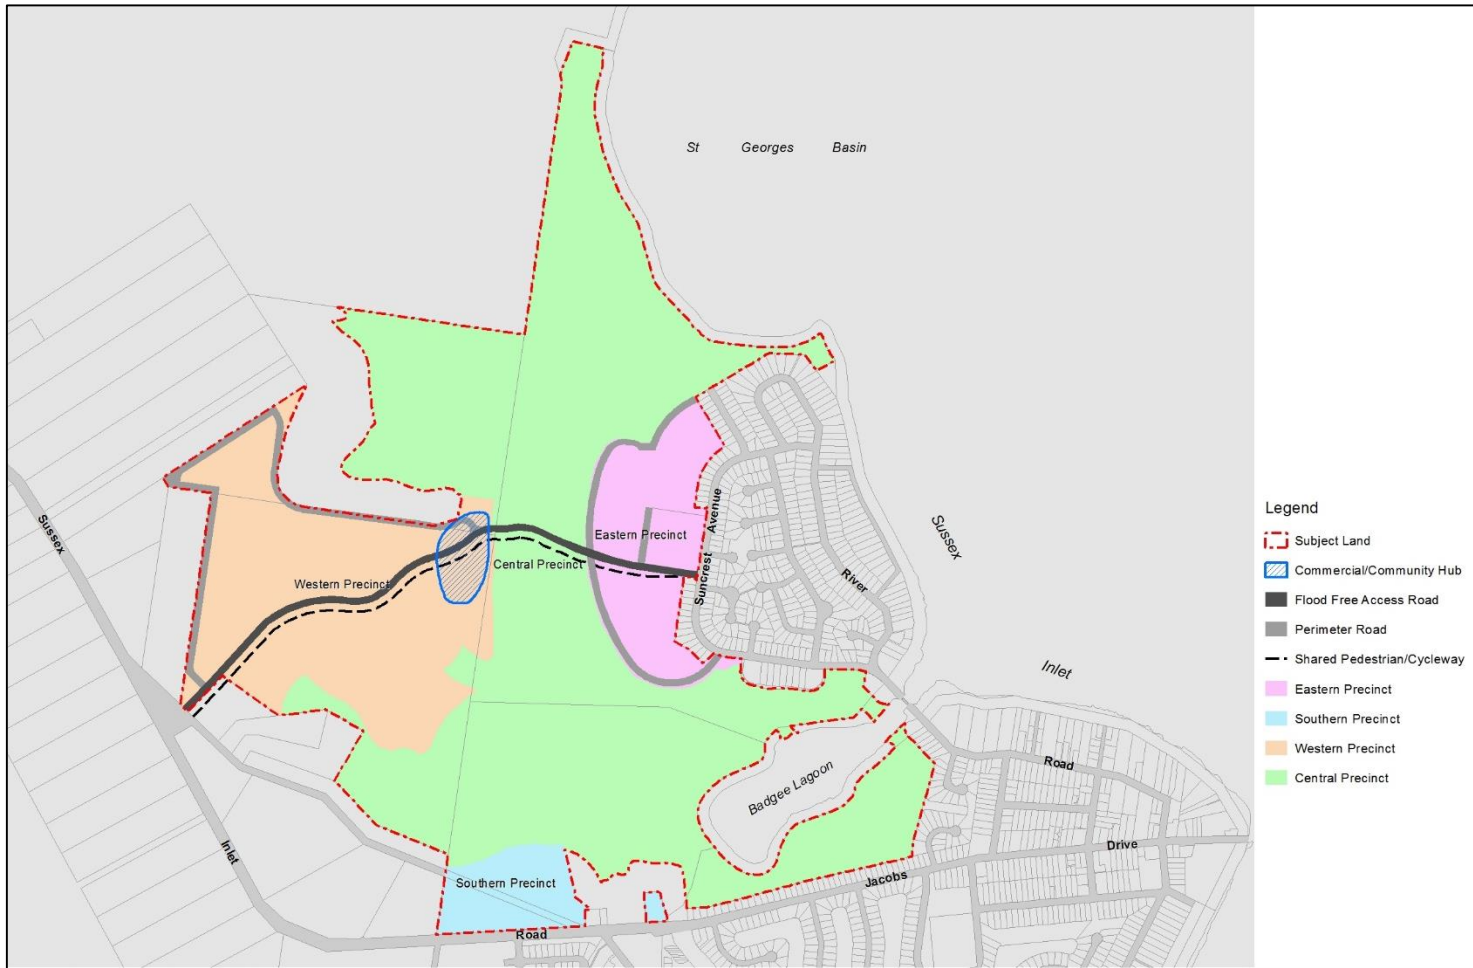 St Georges Basin
Sussex
Inlet
Eastern Precinct
Avenue
Suncrest
Central Precinct
Western Precinct
River
Sussex
Inlet
Badgee Lagoon
Road
Drive
Jacobs
Southern Precinct
Road
Legend
Subject Land
Commercial/Community Hub
Flood Free Access Road
Perimeter Road
Shared Pedestrian/Cycleway
Eastern Precinct
Southern Precinct
Western Precinct
Central Precinct